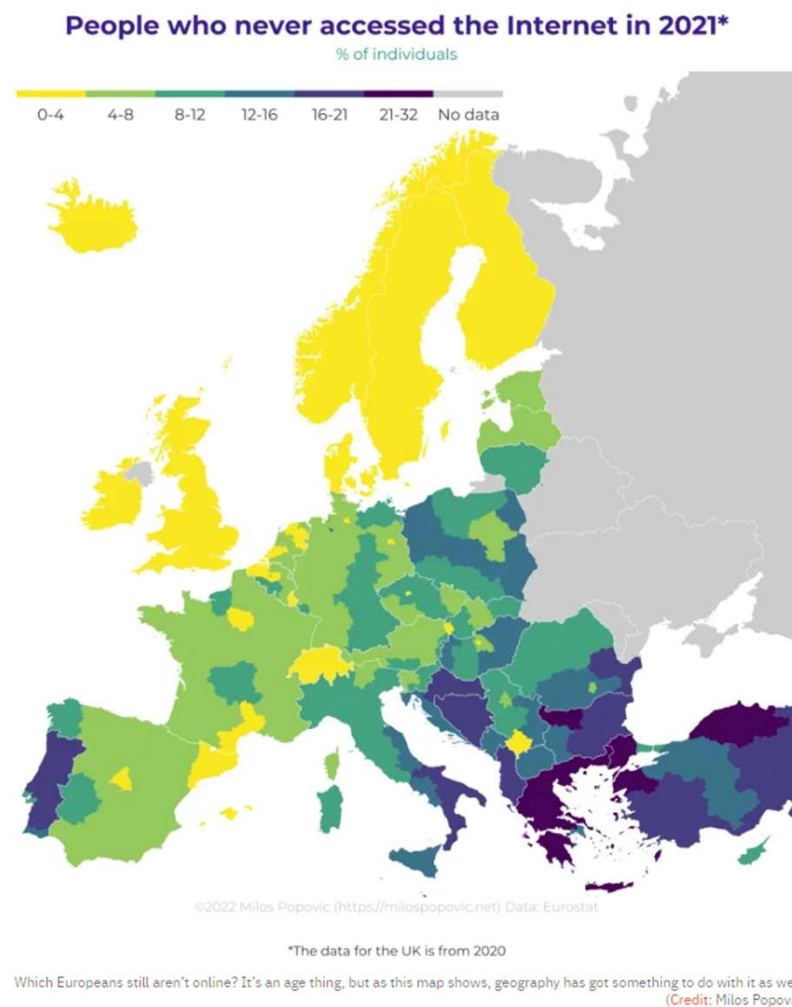 People who never accessed the Internet in 2021*
% of individuals
0-4 4-8 8-12 12-16 16-21 21-32 No data
©2022 Milos Popovic (https://milospopovic.net) Data: Eurostat
*The data for the UK is from 2020
Which Europeans still aren't online? It's an age thing, but as this map shows, geography has got something to do with it as we
(Credit: Milos Popov